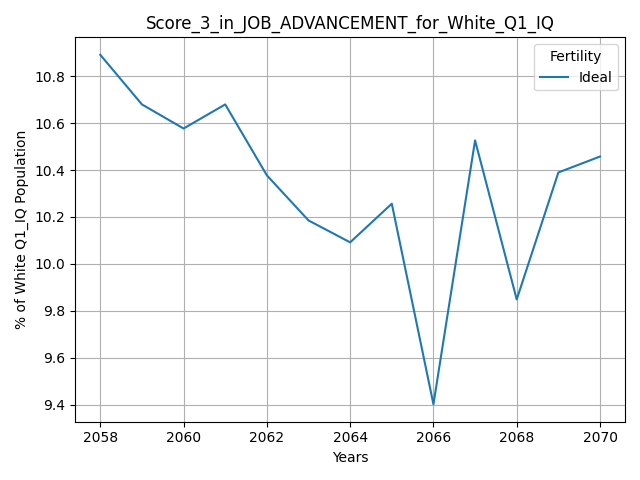 Score_3_in_JOB_ADVANCEMENT_for_White_Q1_IQ
Fertility
Ideal
% of White Q1_IQ Population
10.8
10.6
10.4
10.2
10.0
9.8
9.6
9.4
2058 2060 2062 2064 2066 2068 2070
Years